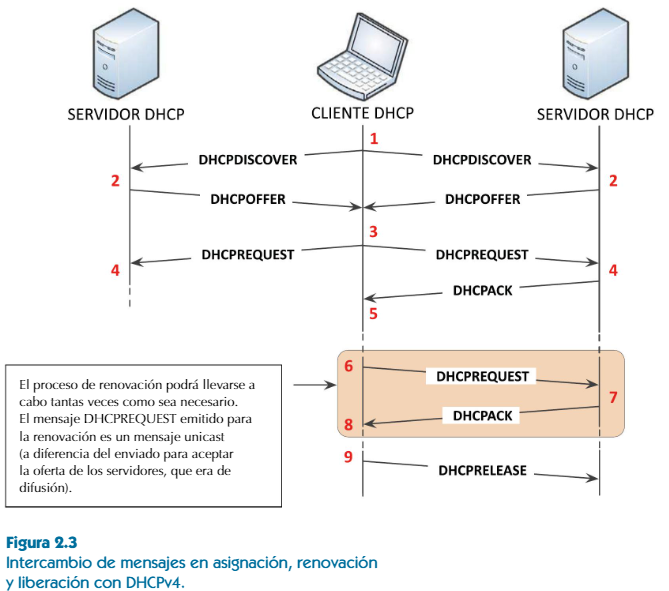 SERVIDOR DHCP
CLIENTE DHCP
SERVIDOR DHCP
1
DHCPDISCOVER
DHCPDISCOVER
2
2
DHCPOFFER
DHCPOFFER
3
DHCPREQUEST
DHCPREQUEST
4
4
DHCPACK
5
6
DHCPREQUEST
7
DHCPACK
8
9
DHCPRELEASE
El proceso de renovación podrá llevarse a
cabo tantas veces como sea necesario.
El mensaje DHCPREQUEST emitido para
la renovación es un mensaje unicast
(a diferencia del enviado para aceptar
la oferta de los servidores, que era de
difusión).
Figura 2.3
Intercambio de mensajes en asignación, renovación
y liberación con DHCPv4.